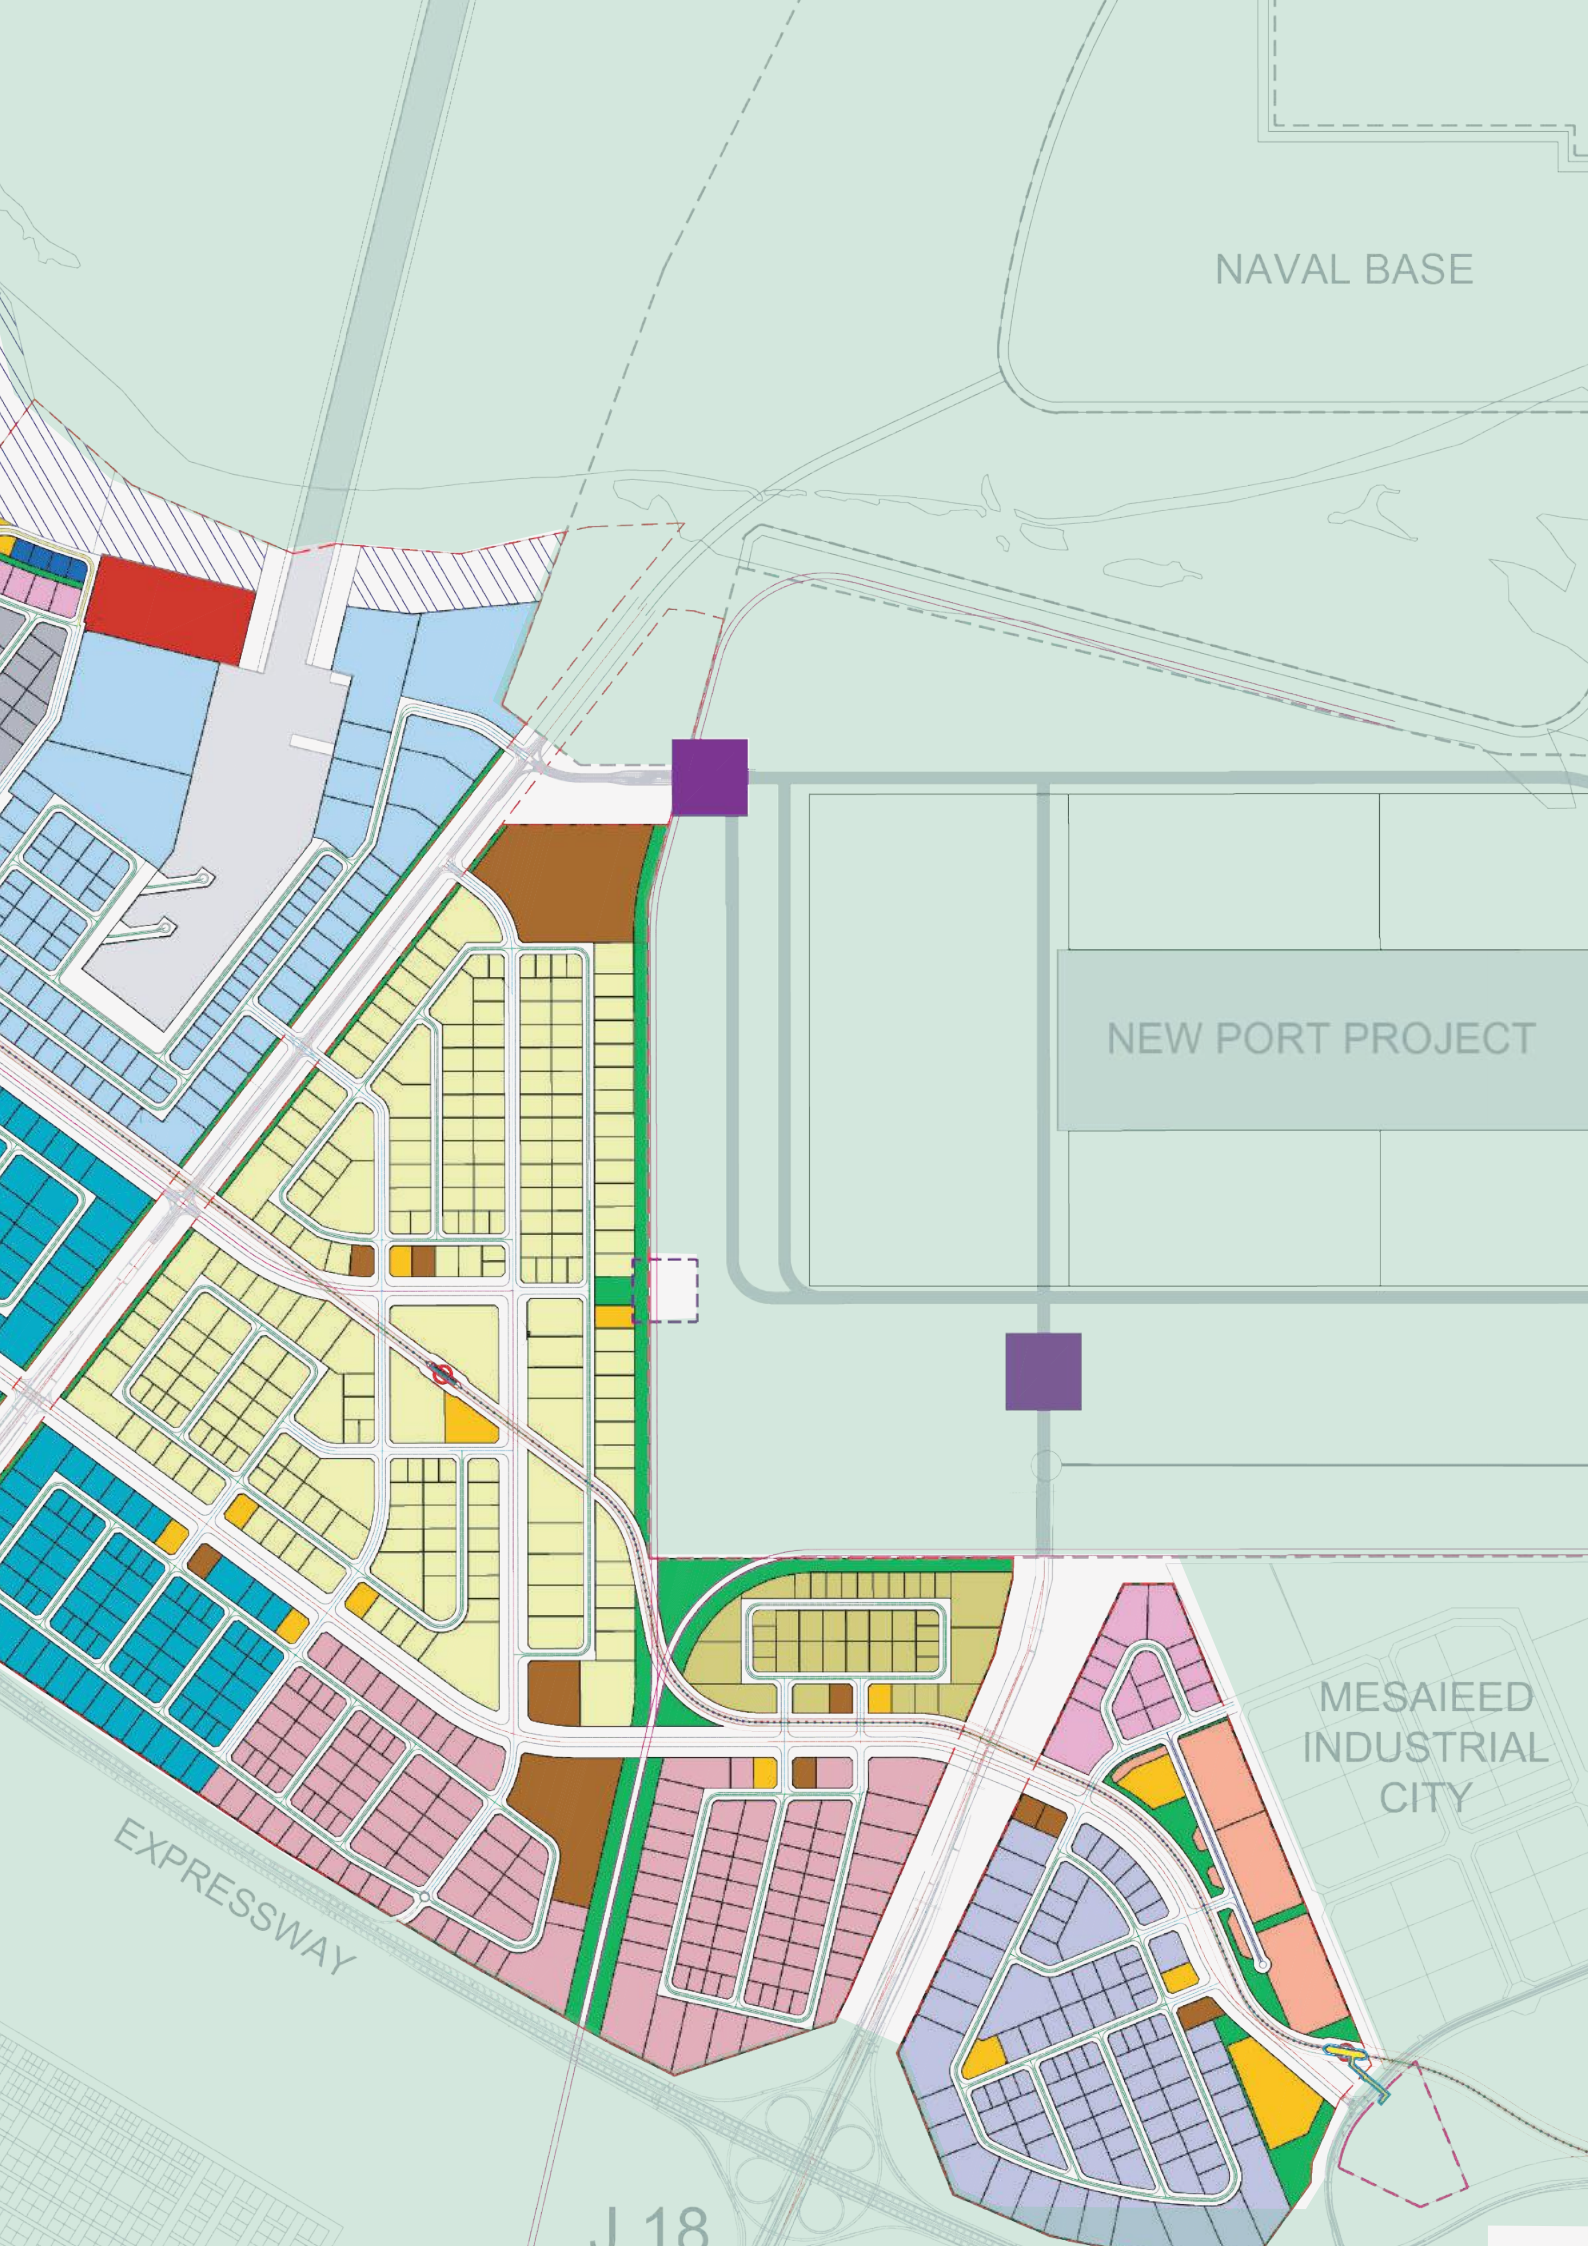 NAVAL BASE
NEW PORT PROJECT
MESAIEED
INDUSTRIAL
CITY
EXPRESSWAY
J 18